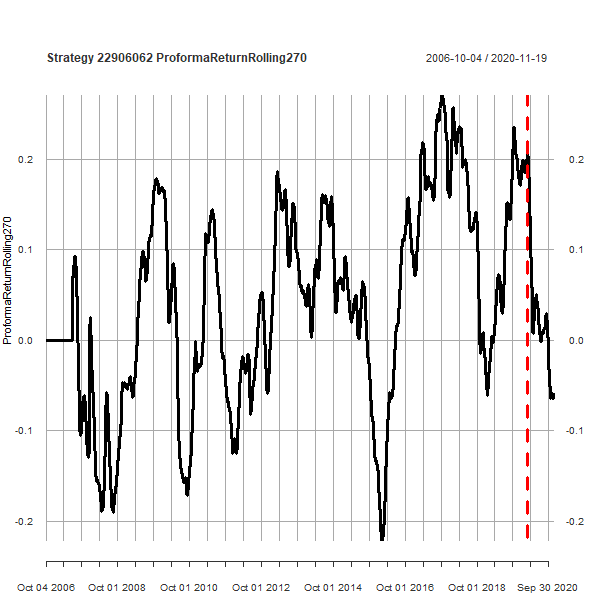 Strategy 22906062 ProformaReturnRolling270
2006-10-04 / 2020-11-19
ProformaReturnRolling270
0.2
0.2
0.1
0.1
0.0
0.0
-0.1
-0.1
-0.2
-0.2
Oct 04 2006
Oct 01 2008
Oct 01 2010
Oct 01 2012
Oct 01 2014
Oct 01 2016
Oct 01 2018
Sep 30 2020